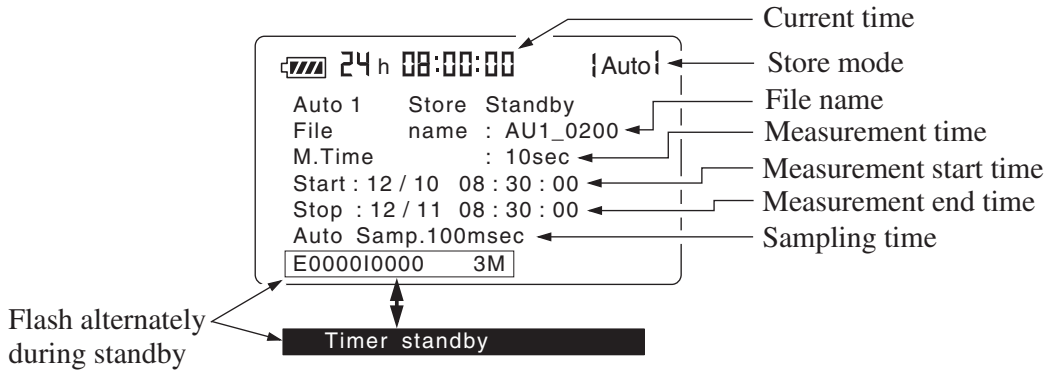 Current time
24 h 08:00:00 Auto
Store mode
Auto 1 Store Standby
File name
File name : AU1_0200
Measurement time
M.Time : 10sec
Measurement start time
Start : 12 / 10 08 : 30 : 00
Measurement end time
Stop : 12 / 11 08 : 30 : 00
Auto Samp.100msec
Sampling time
E0000I0000 3M
Flash alternately
during standby
Timer standby